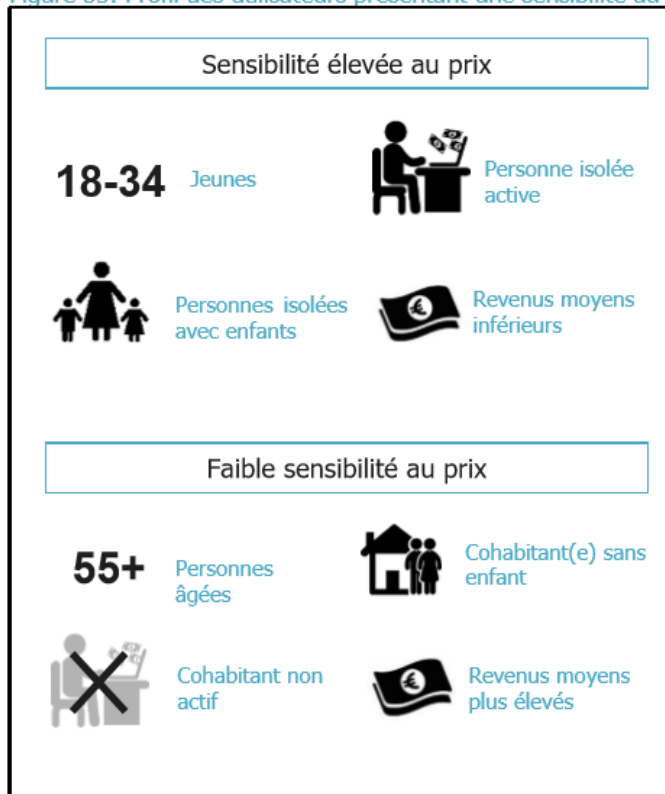 Sensibilité élevée au prix
18-34 Jeunes
Personne isolée
active
Personnes isolées
avec enfants
Revenus moyens
inférieurs
Faible sensibilité au prix
55+ Personnes
âgées
Cohabitant(e) sans
enfant
Cohabitant non
actif
Revenus moyens
plus élevés